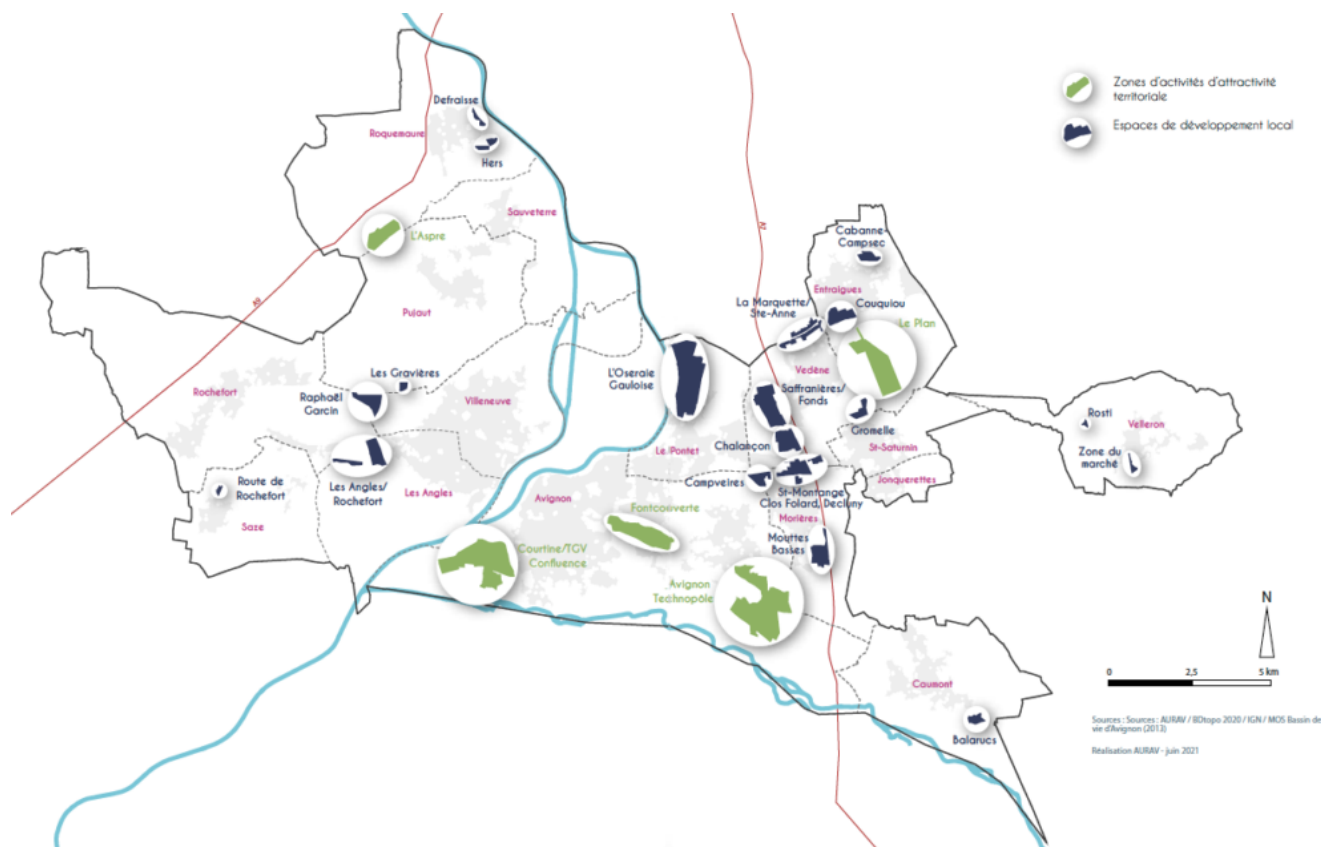 Zones d'activités d'attractivité
territoriale
Espaces de développement local
Defraisse
Roquemaure
Hers
Sauveterre
L'Aspre
A9
Pujaut
A7
Cabanne-
Campsec
Entraigues
La Marquette/
Ste-Anne
Couquiou
Le Plan
Vedène
Les Gravières
L'Oseraie
Gauloise
Rochefort
Raphaël
Garcin
Villeneuve
Saffranières/
Fonds
Rosti
Velleron
Gromelle
Chalançon
St-Saturnin
Le Pontet
Zone du
marché
Campveires
Jonquerettes
Route de
Rochefort
Les Angles/
Rochefort
Les Angles
Avignon
St-Montange
Clos Folard, Decluny
Fontcouverte
Morières
Saze
Mouttes
Basses
Courtine/TGV
Confluence
Avignon
Technopôle
N
0
2,5
5 km
Caumont
Balarucs
Sources : Sources : AURAV / BDtopo 2020 / IGN / MOS Bassin de
vie d'Avignon (2013)
Réalisation AURAV - juin 2021